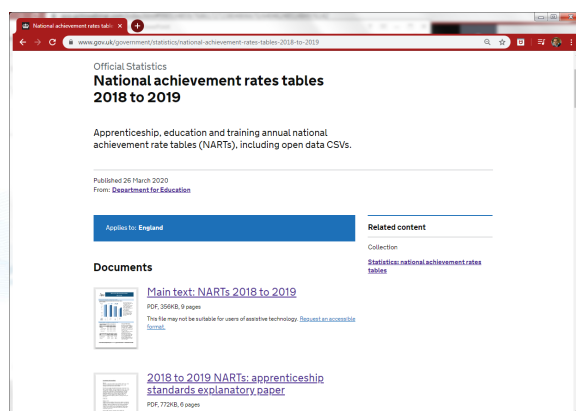 National achievement rates tabl
www.gov.uk/government/statistics/national-achievement-rates-tables-2018-to-2019
Official Statistics
National achievement rates tables
2018 to 2019
Apprenticeship, education and training annual national
achievement rate tables (NARTs), including open data CSVs.
Published 26 March 2020
From: Department for Education
Applies to: England
Related content
Collection
Statistics: national achievement rates
tables
Documents
Main text: NARTs 2018 to 2019
PDF, 356KB, 9 pages
This file may not be suitable for users of assistive technology. Request an accessible
format.
2018 to 2019 NARTs: apprenticeship
standards explanatory paper
PDF, 772KB, 6 pages